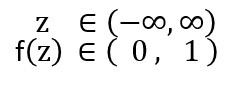 z ∈ (−∞, ∞)
f(z) ∈ ( 0 , 1 )